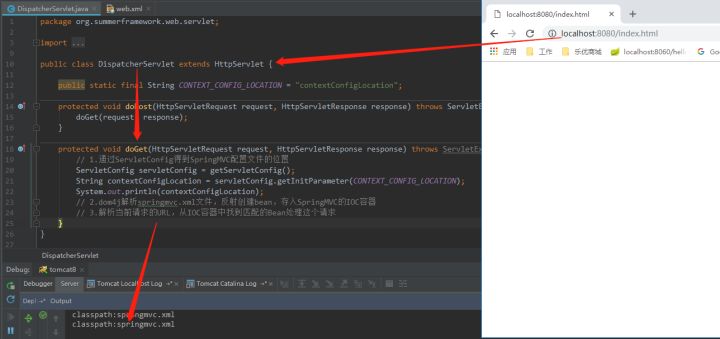 DispatcherServlet.java
web.xml
1 package org.summerframework.web.servlet;
3 import ...
10 public class DispatcherServlet extends HttpServlet {
12 public static final String CONTEXT_CONFIG_LOCATION = "contextConfigLocation";
14 protected void doPost(HttpServletRequest request, HttpServletResponse response) throws ServletE
15 doGet(request, response);
16 }
18 protected void doGet(HttpServletRequest request, HttpServletResponse response) throws ServletEx
19 // 1.通过ServletConfig得到SpringMVC配置文件的位置
20 ServletConfig servletConfig = getServletConfig();
21 String contextConfigLocation = servletConfig.getInitParameter(CONTEXT_CONFIG_LOCATION);
22 System.out.println(contextConfigLocation);
23 // 2.dom4j解析springmvc.xml文件，反射创建bean，存入SpringMVC的IOC容器
24 // 3.解析当前请求的URL，从IOC容器中找到匹配的Bean处理这个请求
25 }
26 }
27
DispatcherServlet
Debug: tomcat8
Debugger Server Tomcat Localhost Log Tomcat Catalina Log
Output
classpath:springmvc.xml
classpath:springmvc.xml
localhost:8080/index.html
localhost:8080/index.html
应用 工作 乐优商城 localhost:8060/hell Go